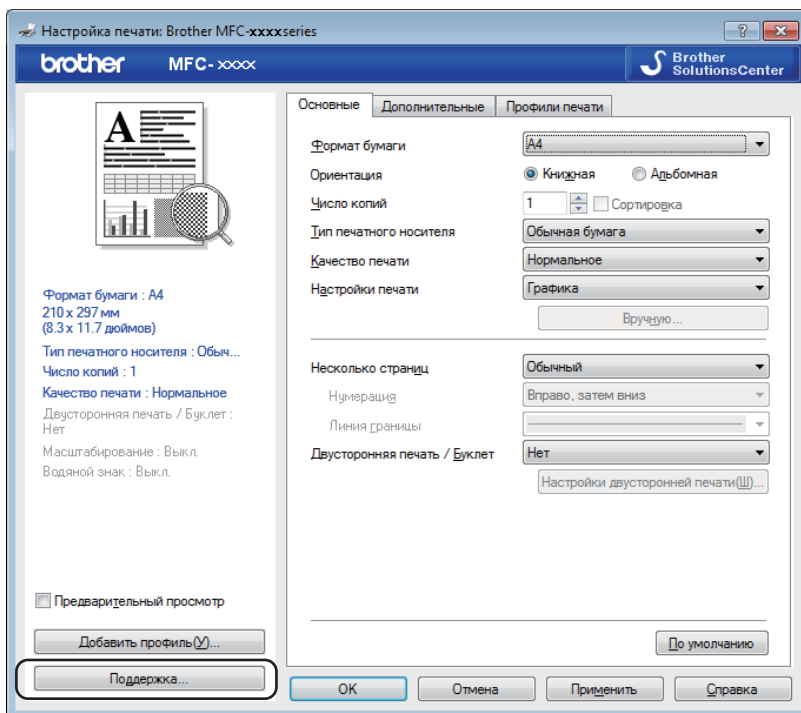 Настройка печати: Brother MFC-xxxxseries
brother MFC-xxxx
Brother
SolutionsCenter
A
Формат бумаги : A4
210 x 297 мм
(8.3 x 11.7 дюймов)
Тип печатного носителя : Обыч...
Число копий : 1
Качество печати : Нормальное
Двусторонняя печать / Буклет :
Нет
Масштабирование : Выкл.
Водяной знак : Выкл.
Предварительный просмотр
Добавить профиль(У)...
Поддержка...
Основные Дополнительные Профили печати
Формат бумаги A4
Ориентация Книжная Альбомная
Число копий 1 Сортировка
Тип печатного носителя Обычная бумага
Качество печати Нормальное
Настройки печати Графика
Вручную...
Несколько страниц Обычный
Нумерация Вправо, затем вниз
Линия границы
Двусторонняя печать / Буклет Нет
Настройки двусторонней печати(Ш)...
По умолчанию
OK Отмена Применить Справка